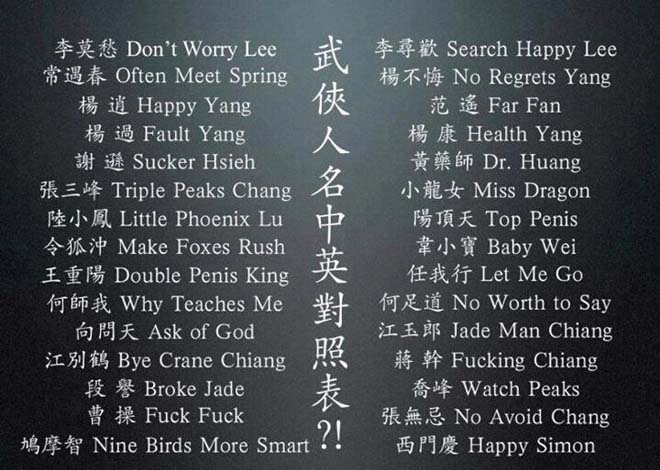 李莫愁 Don't Worry Lee
常遇春 Often Meet Spring
楊 逍 Happy Yang
楊 過 Fault Yang
謝 遜 Sucker Hsieh
張三峰 Triple Peaks Chang
陸小鳳 Little Phoenix Lu
令狐沖 Make Foxes Rush
王重陽 Double Penis King
何師我 Why Teaches Me
向問天 Ask of God
江別鶴 Bye Crane Chiang
段 譽 Broke Jade
曹 操 Fuck Fuck
鳩摩智 Nine Birds More Smart
武俠人名中英對照表?!
李尋歡 Search Happy Lee
楊不悔 No Regrets Yang
范 遙 Far Fan
楊 康 Health Yang
黃藥師 Dr. Huang
小龍女 Miss Dragon
陽頂天 Top Penis
韋小寶 Baby Wei
任我行 Let Me Go
何足道 No Worth to Say
江玉郎 Jade Man Chiang
蔣 幹 Fucking Chiang
喬峰 Watch Peaks
張無忌 No Avoid Chang
西門慶 Happy Simon